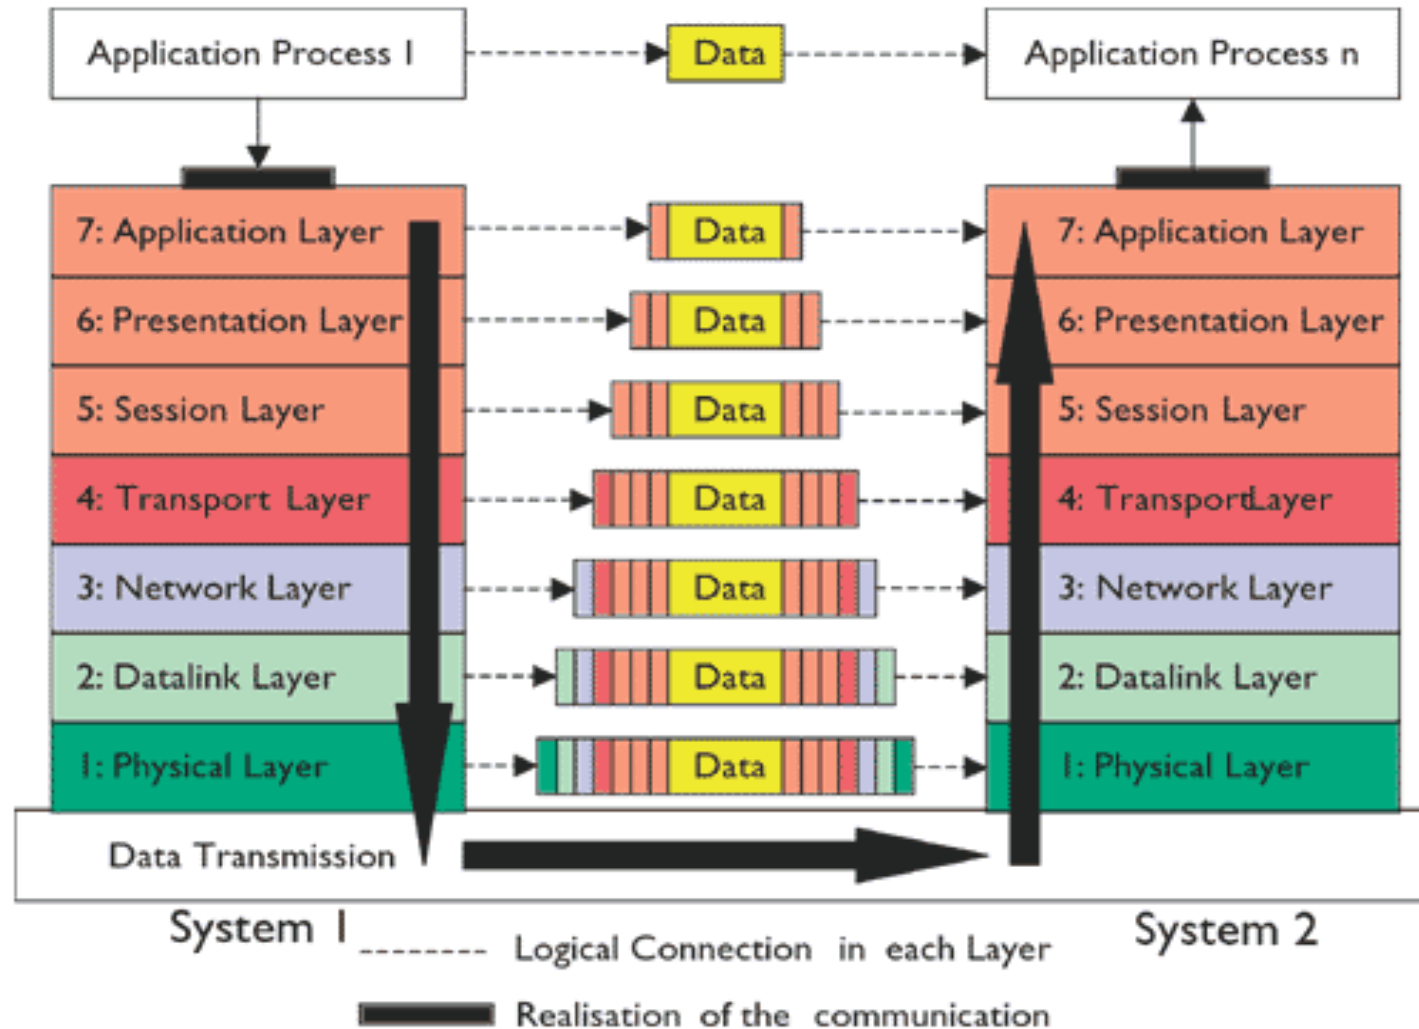 Application Process 1
Data
Application Process n
7: Application Layer
Data
7: Application Layer
6: Presentation Layer
Data
6: Presentation Layer
5: Session Layer
Data
5: Session Layer
4: Transport Layer
Data
4: TransportLayer
3: Network Layer
Data
3: Network Layer
2: Datalink Layer
Data
2: Datalink Layer
1: Physical Layer
Data
1: Physical Layer
Data Transmission
System 1
System 2
Logical Connection in each Layer
Realisation of the communication